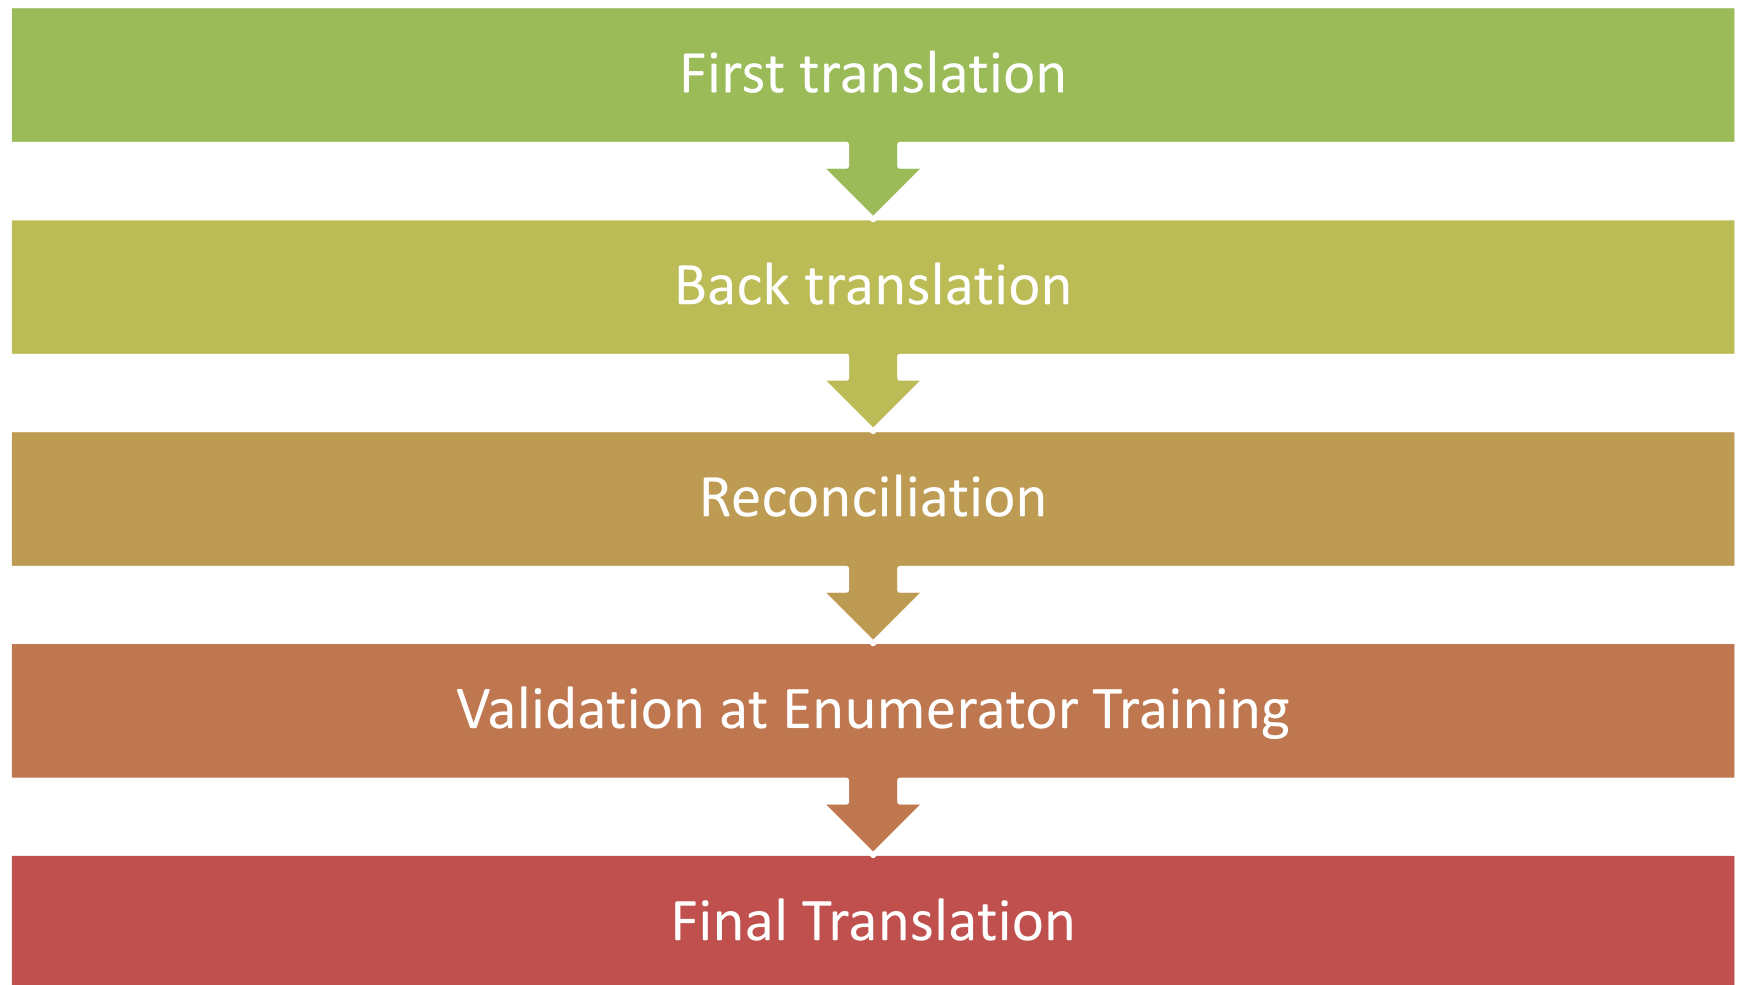 First translation
Back translation
Reconciliation
Validation at Enumerator Training
Final Translation